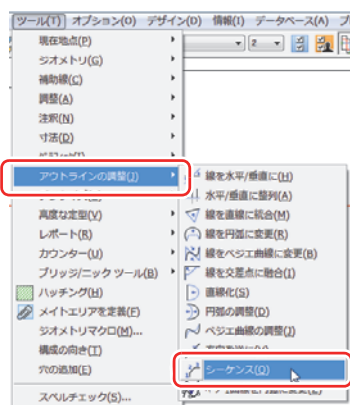 ツール(T) オプション(O) デザイン(D) 情報(I) データベース(A)
現在地点(P)
ジオメトリ(G)
補助線(C)
調整(A)
注釈(N)
寸法(D)
アウトラインの調整(J)
高度な定型(V)
レポート(R)
カウンター(U)
ブリッジ/ニック ツール(B)
ハッチング(H)
メイトエリアを定義(F)
ジオメトリマクロ(M)...
構成の向き(T)
穴の追加(E)
スペルチェック(S)...
2
線を水平/垂直に(H)
水平/垂直に整列(A)
線を直線に統合(M)
線を円弧に変更(R)
線をベジエ曲線に変更(B)
線を交差点に融合(I)
直線化(S)
円弧の調整(D)
ベジエ曲線の調整(J)
シーケンス(Q)